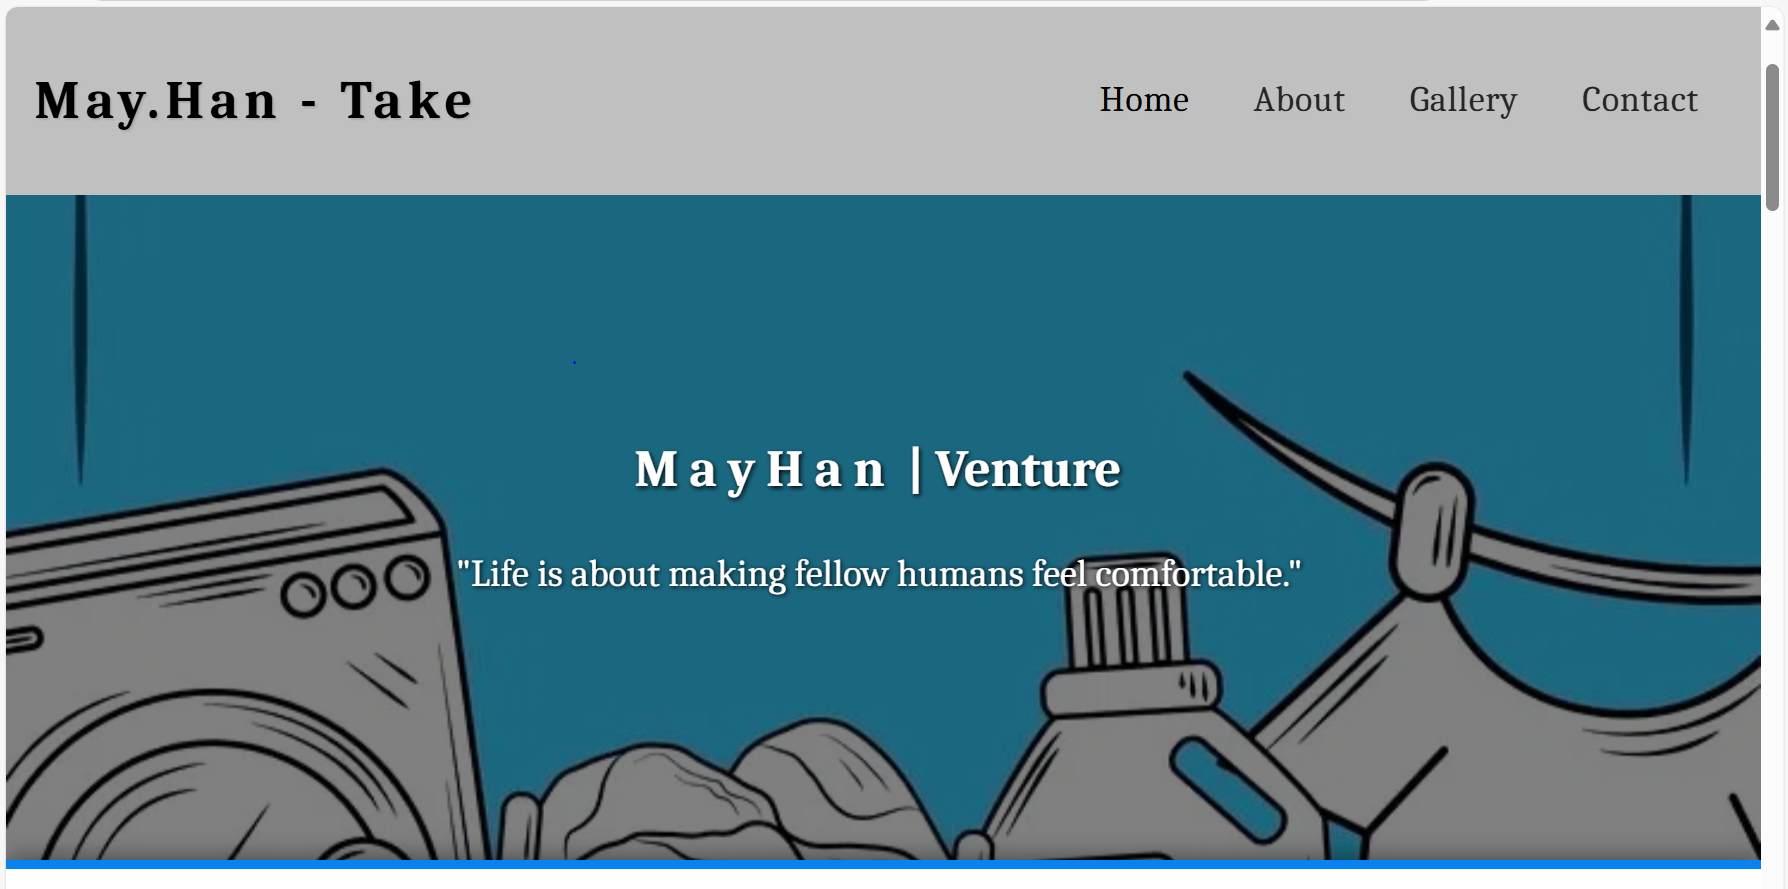 May.Han - Take
Home About Gallery Contact
M a y H a n | Venture
"Life is about making fellow humans feel comfortable."